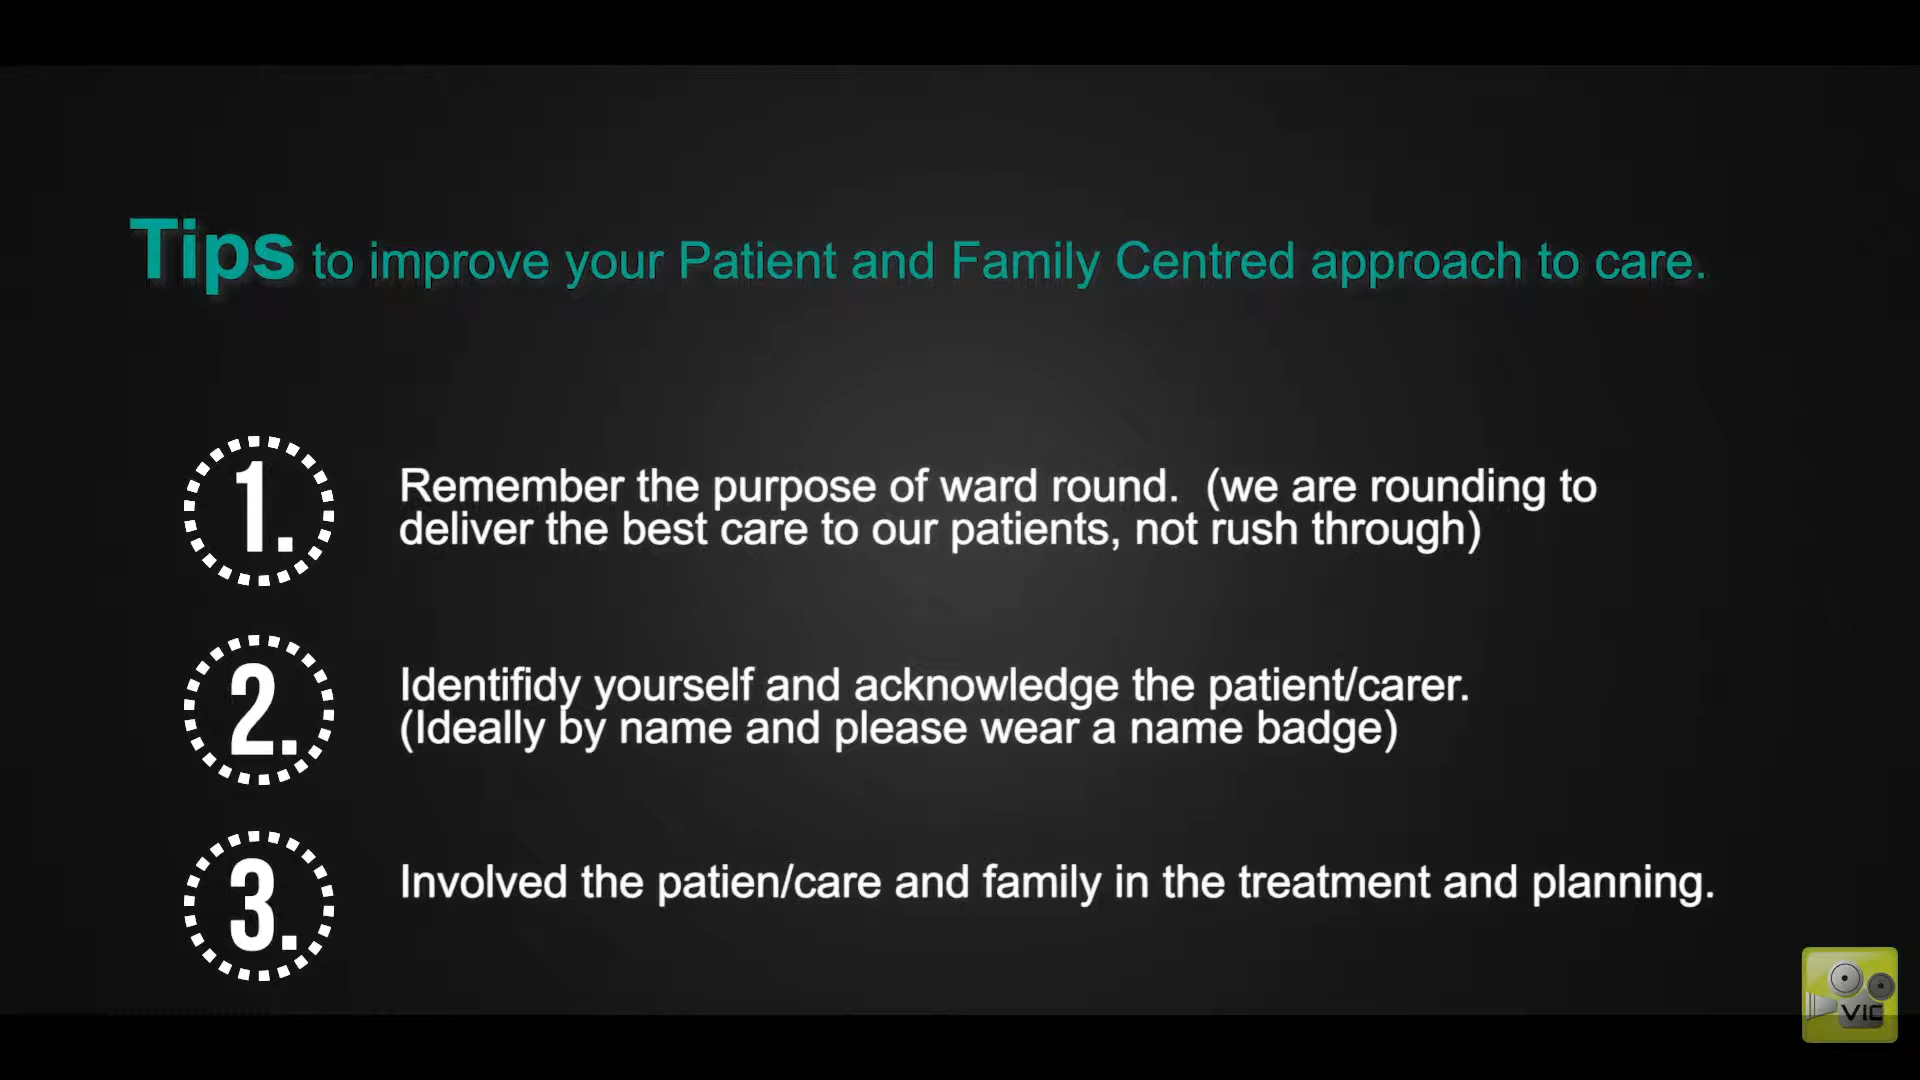 Tips to improve your Patient and Family Centred approach to care.
1. Remember the purpose of ward round.  (we are rounding to
deliver the best care to our patients, not rush through)
2. Identifidy yourself and acknowledge the patient/carer.
(Ideally by name and please wear a name badge)
3. Involved the patien/care and family in the treatment and planning.
VIC